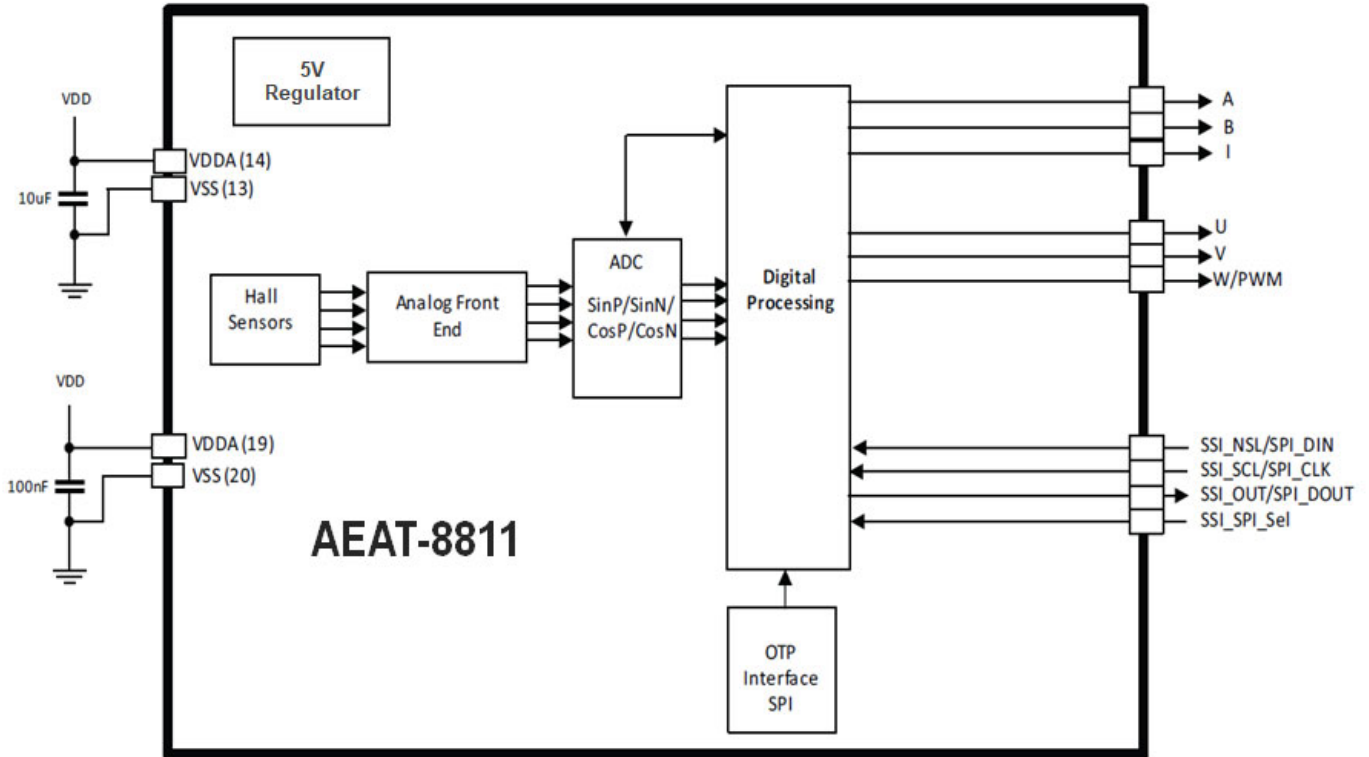 5V
Regulator
VDD
VDDA (14)
10uF
VSS (13)
A
B
I
U
V
W/PWM
Hall
Sensors
Analog Front
End
ADC
SinP/SinN/
CosP/CosN
Digital
Processing
VDD
VDDA (19)
100nF
VSS (20)
SSI_NSL/SPI_DIN
SSI_SCL/SPI_CLK
SSI_OUT/SPI_DOUT
SSI_SPI_Sel
AEAT-8811
OTP
Interface
SPI